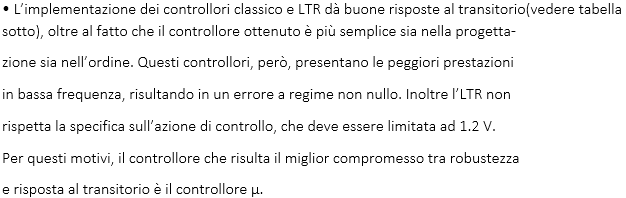 • L’implementazione dei controllori classico e LTR dà buone risposte al transitorio(vedere tabella
sotto), oltre al fatto che il controllore ottenuto è più semplice sia nella progetta-
zione sia nell’ordine. Questi controllori, però, presentano le peggiori prestazioni
in bassa frequenza, risultando in un errore a regime non nullo. Inoltre l’LTR non
rispetta la specifica sull’azione di controllo, che deve essere limitata ad 1.2 V.
Per questi motivi, il controllore che risulta il miglior compromesso tra robustezza
e risposta al transitorio è il controllore μ.